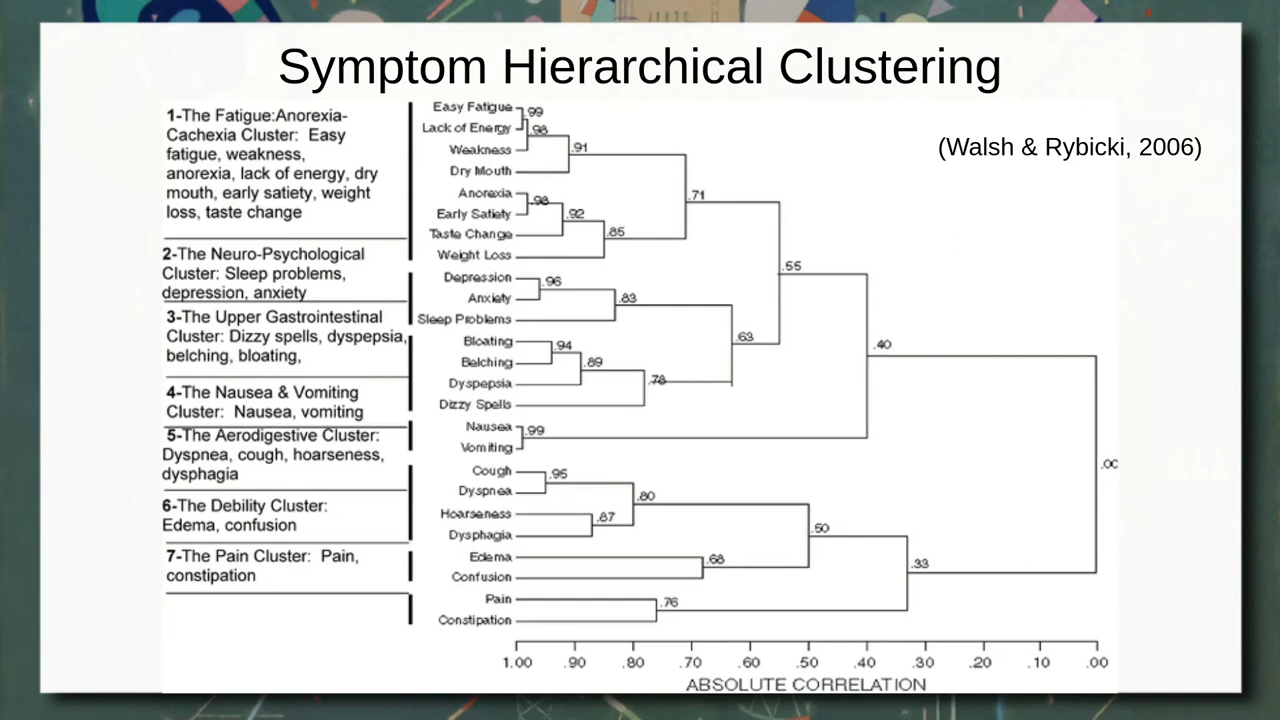 Symptom Hierarchical Clustering
(Walsh & Rybicki, 2006)
1-The Fatigue:Anorexia-
Cachexia Cluster: Easy
fatigue, weakness,
anorexia, lack of energy, dry
mouth, early satiety, weight
loss, taste change
2-The Neuro-Psychological
Cluster: Sleep problems,
depression, anxiety
3-The Upper Gastrointestinal
Cluster: Dizzy spells, dyspepsia,
belching, bloating,
4-The Nausea & Vomiting
Cluster: Nausea, vomiting
5-The Aerodigestive Cluster:
Dyspnea, cough, hoarseness,
dysphagia
6-The Debility Cluster:
Edema, confusion
7-The Pain Cluster: Pain,
constipation
Easy Fatigue
.99
Lack of Energy
.98
Weakness
.91
Dry Mouth
Anorexia
.98
.71
Early Satiety
.92
Taste Change
.85
Weight Loss
.55
Depression
.96
Anxiety
.83
Sleep Problems
Bloating
.94
.63
.40
Belching
.89
Dyspepsia
.78
Dizzy Spells
Nausea
.99
Vomiting
.00
Cough
.95
Dyspnea
.80
Hoarseness
.87
.50
Dysphagia
Edema
.68
.33
Confusion
Pain
.76
Constipation
1.00 .90 .80 .70 .60 .50 .40 .30 .20 .10 .00
ABSOLUTE CORRELATION